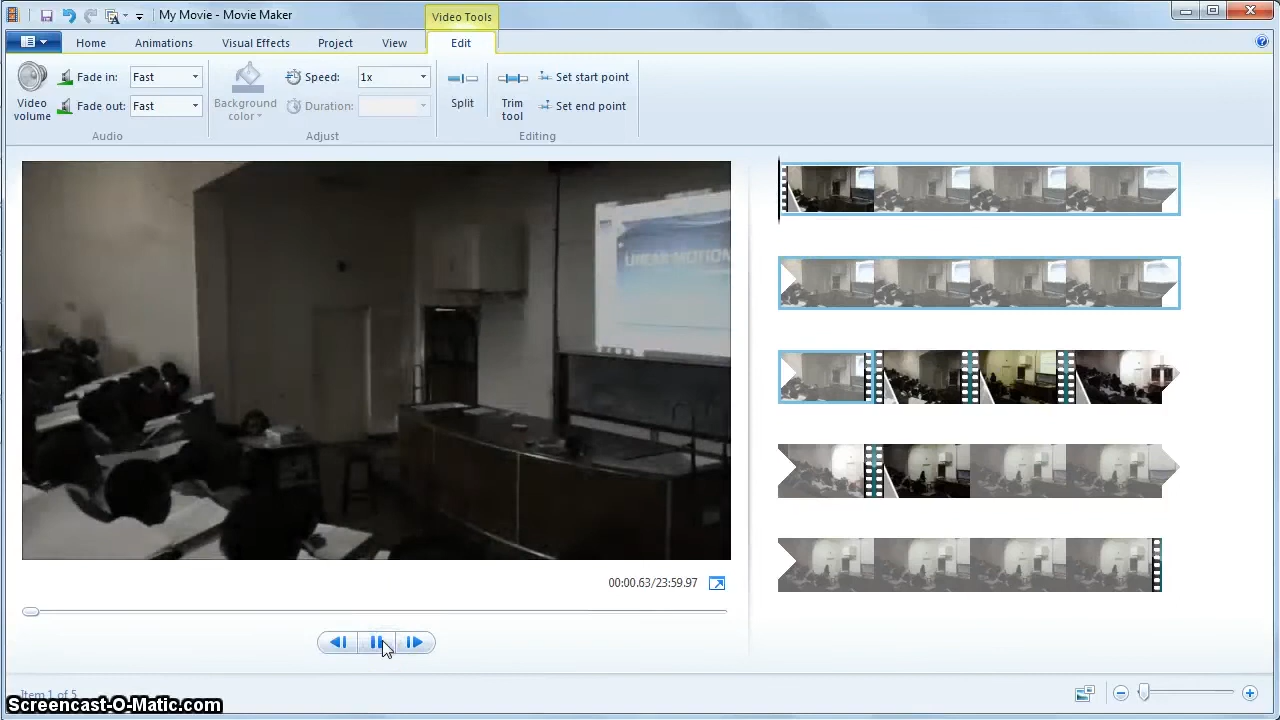 My Movie - Movie Maker
Video Tools
Home
Animations
Visual Effects
Project
View
Edit
Video volume
Fade in: Fast
Fade out: Fast
Audio
Background color
Speed: 1x
Duration:
Adjust
Split
Trim tool
Set start point
Set end point
Editing
LINEAR MOTION
00:00.63/23:59.97
Item 1 of 5
Screencast-O-Matic.com